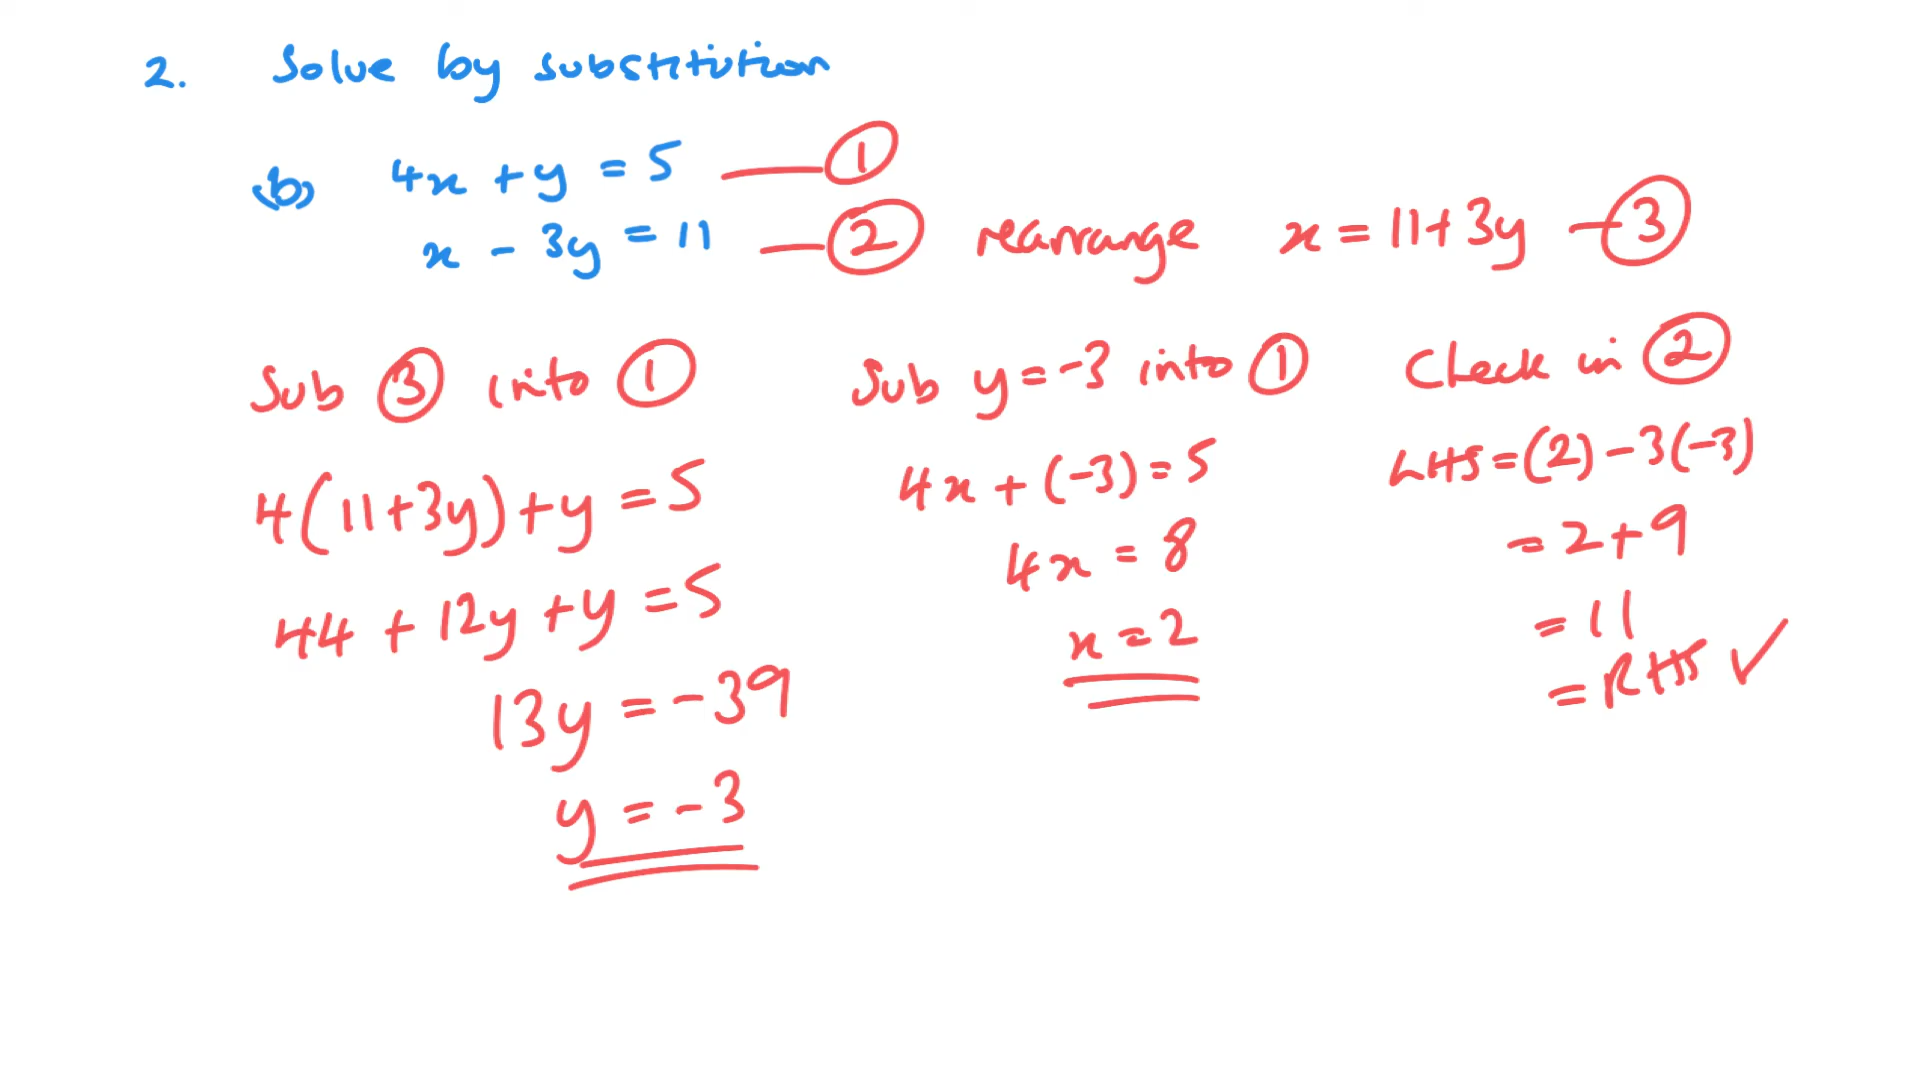 2. Solve by substitution
(b) 4x + y = 5 — ①
x - 3y = 11 — ② rearrange x = 11 + 3y — ③
Sub ③ into ①
4(11+3y)+y = 5
44 + 12y + y = 5
13y = -39
y = -3
Sub y = -3 into ①
4x + (-3) = 5
4x = 8
x = 2
Check in ②
LHS = (2) - 3(-3)
= 2 + 9
= 11
= RHS ✓